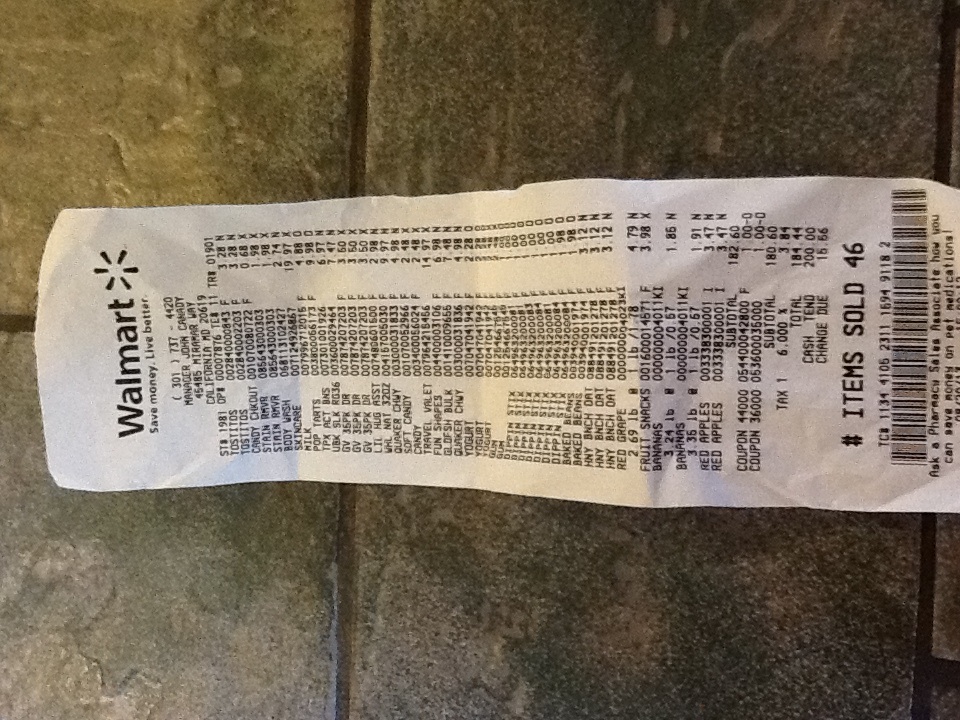 Walmart
Save money. Live better.
( 301 ) 737 - 4420
MANAGER JOHN CANADY
45485 MIRAMAR WAY
CALIFORNIA MD 20619
ST# 1981 OP# 00007876 TE# 11 TR# 01901
TOSTITOS 002840000843 F 3.28 N
TOSTITOS 002840002203 F 3.28 N
CANDY CHKOUT 001070080722 F 0.68 X
STAIN RMVR 085643000303 1.98 X
STAIN RMVR 085643000303 1.98 X
BODY WASH 068113102427 2.74 N
SKINCARE 007124926867 19.97 X
MILK 007996712015 F 4.88 O
POP TARTS 003800056173 F 9.98 O
TPX ACT BNS 007301001926 6.97 N
UBK SLK RG36 003600029464 7.47 N
GV 35PK DR 007874207203 F 3.50 X
GV 35PK DR 007874207203 F 3.50 X
GV 35PK DR 007874207203 F 3.50 X
LIL HUG ASST 007480601500 F 2.98 N
WHL NAT 32OZ 004157005030 F 9.97 N
QUAKER CHWY 003000031833 F 4.98 N
SOFT CANDY 001070052966 F 2.48 X
CANDY 003400056024 F 2.48 X
TRAVEL VALET 007964215456 14.97 X
FUN SHAPES 004400003106 F 6.98 N
GLDFSH BULK 001410009655 F 7.48 N
QUAKER CHWY 003000031836 F 4.98 N
YOGURT 007047041942 F 2.28 O
YOGURT 007047041942 F 2.28 O
YOGURT 007047041942 F
GUM
GUM
DIPPIN STIX 064963200081 F 1.00 O
DIPPIN STIX 064963200081 F 1.00 O
DIPPIN STIX 064963200083 F 1.00 O
DIPPIN STIX 064963200084 F 1.00 O
DIPPIN STIX 064963200081 F 1.00 O
DIPPIN STIX 064963200084 F 1.00 O
BAKED BEANS 003940001974 F 1.98 O
BAKED BEANS 003940001974 F 1.98 O
HNY BNCH OAT 088491201278 F 3.12 N
HNY BNCH OAT 088491201278 F 3.12 N
HNY BNCH OAT 088491201278 F 3.12 N
RED GRAPE 000000004023KI
2.69 lb @ 1 lb /1.78 4.79 N
FRUIT SNACKS 001600014571 F 3.98 X
BANANAS 000000004011KI
3.24 lb @ 1 lb /0.57 1.85 N
BANANAS 000000004011KI
3.35 lb @ 1 lb /0.57 1.91 N
RED APPLES 003338300001 I 3.47 N
RED APPLES 003338300001 I 3.47 N
SUBTOTAL 182.60
COUPON 44000 054400042800 F 1.00-O
COUPON 36000 053600035000 1.00-O
SUBTOTAL 180.60
TAX 1 6.000 % 3.84
TOTAL 184.44
CASH TEND 200.00
CHANGE DUE 15.56
# ITEMS SOLD 46
TC# 1134 4105 2311 1694 9118 2
Ask a Pharmacy Sales Associate how you
can save money on pet medications!